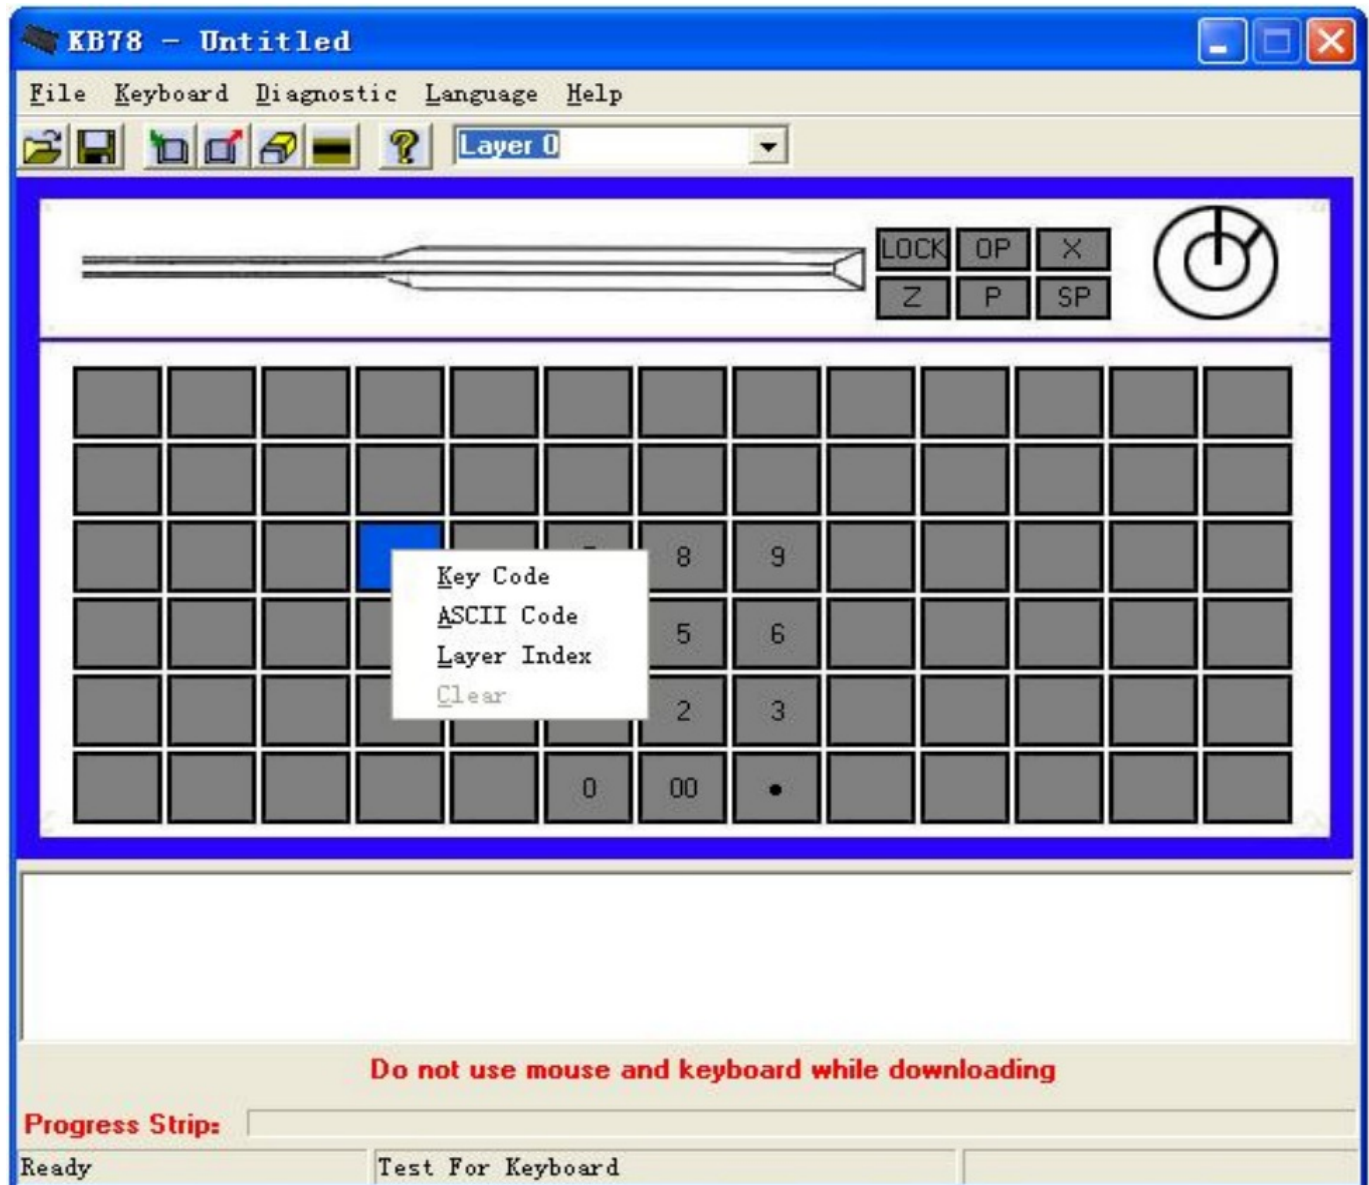 KB78 - Untitled
File Keyboard Diagnostic Language Help
Layer 0
LOCK OP X
Z P SP
8 9
Key Code
ASCII Code
5 6
Layer Index
Clear
2 3
0 00 •
Do not use mouse and keyboard while downloading
Progress Strip:
Ready Test For Keyboard